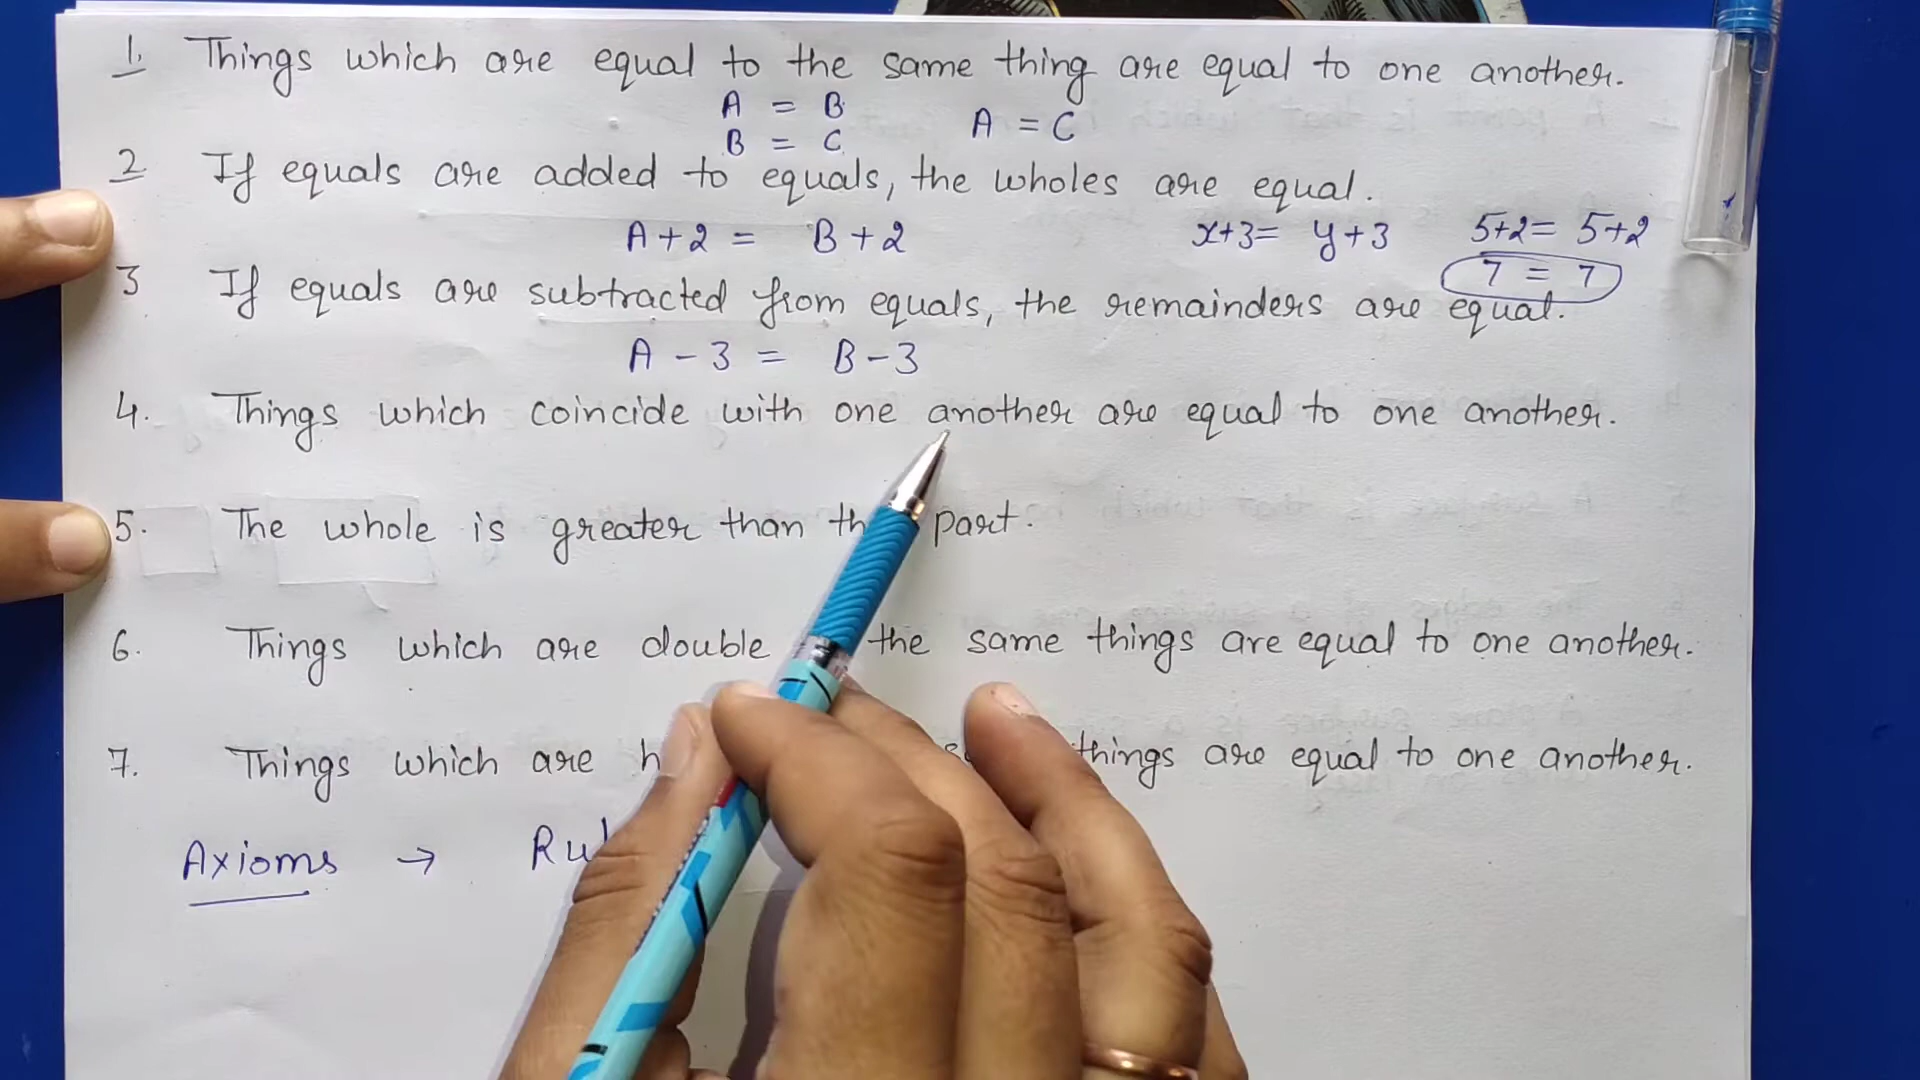 1. Things which are equal to the same thing are equal to one another.
A = B
B = C
A = C
2 If equals are added to equals, the wholes are equal.
A+2 = B+2 x+3= y+3 5+2= 5+2
7 = 7
3 If equals are subtracted from equals, the remainders are equal.
A-3 = B-3
4. Things which coincide with one another are equal to one another.
5. The whole is greater than part.
6. Things which are double the same things are equal to one another.
7. Things which are things are equal to one another.
Axioms →